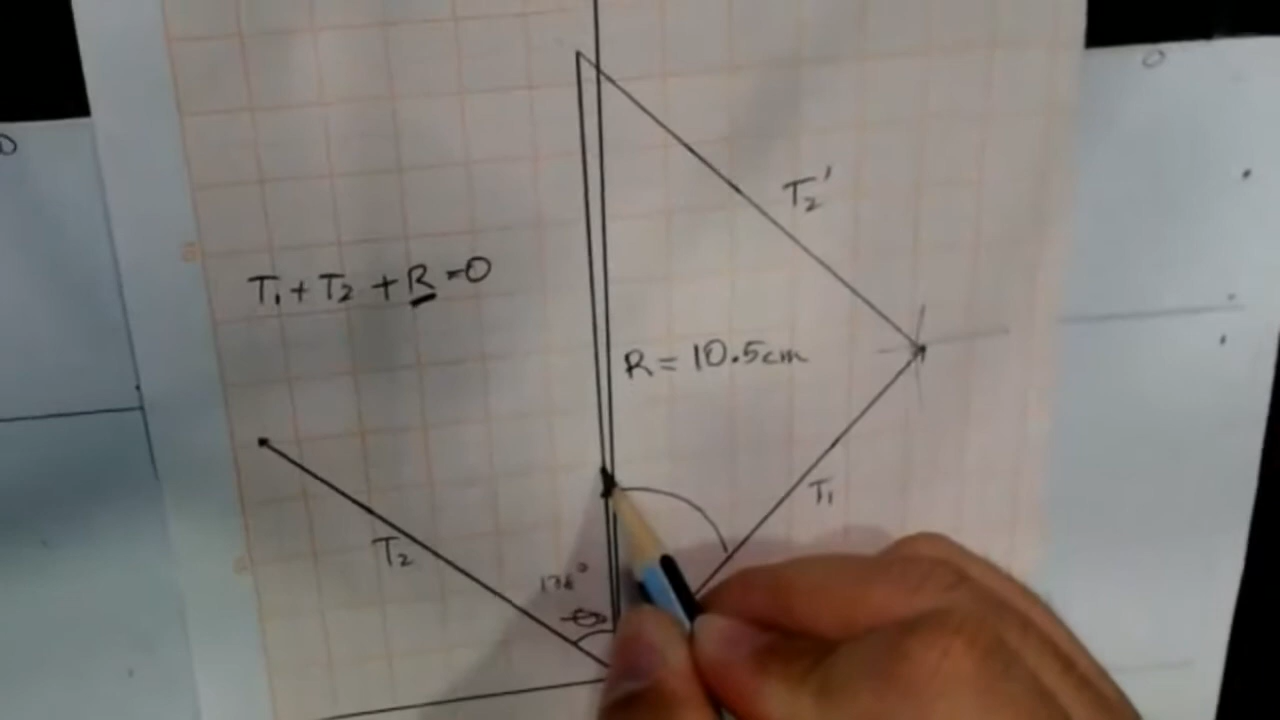 T₂'
T₁ + T₂ + R = 0
R = 10.5cm
T₁
T₂
θ